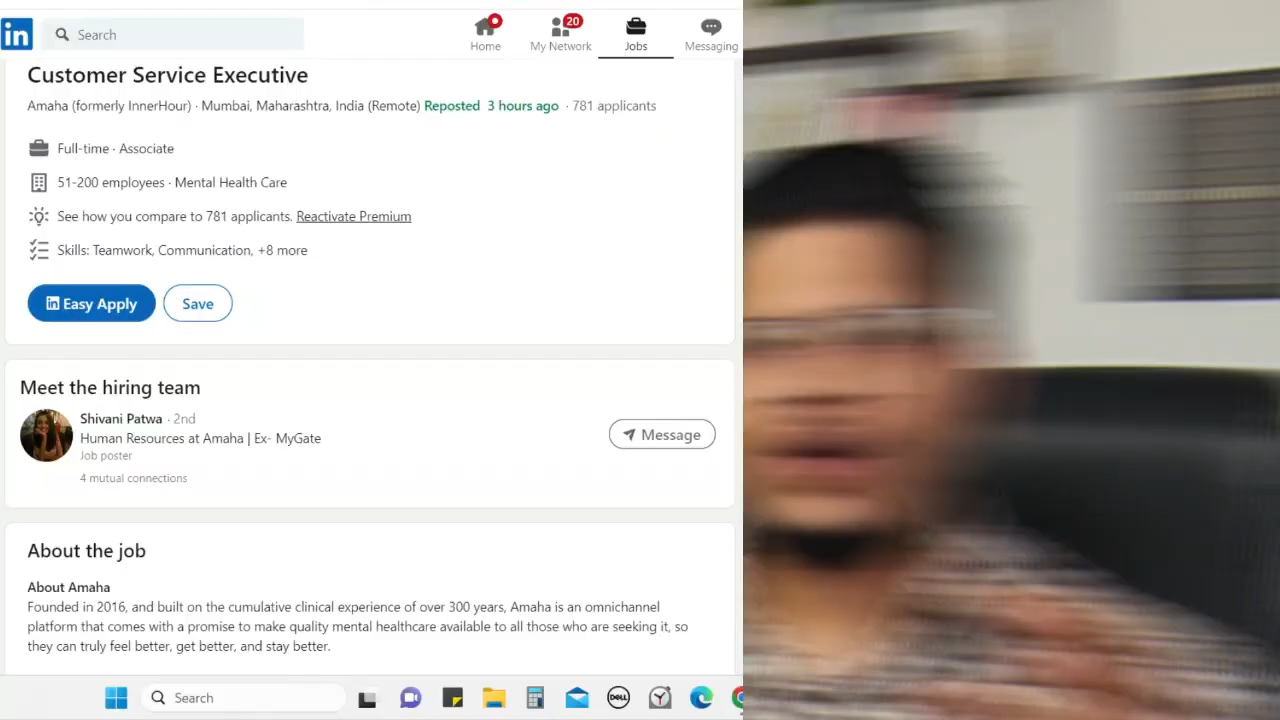 in
Search
Home
20
My Network
Jobs
Messaging
Customer Service Executive
Amaha (formerly InnerHour) · Mumbai, Maharashtra, India (Remote) Reposted 3 hours ago · 781 applicants
Full-time · Associate
51-200 employees · Mental Health Care
See how you compare to 781 applicants. Reactivate Premium
Skills: Teamwork, Communication, +8 more
in Easy Apply
Save
Meet the hiring team
Shivani Patwa · 2nd
Human Resources at Amaha | Ex- MyGate
Job poster
4 mutual connections
Message
About the job
About Amaha
Founded in 2016, and built on the cumulative clinical experience of over 300 years, Amaha is an omnichannel
platform that comes with a promise to make quality mental healthcare available to all those who are seeking it, so
they can truly feel better, get better, and stay better.
Search
DELL